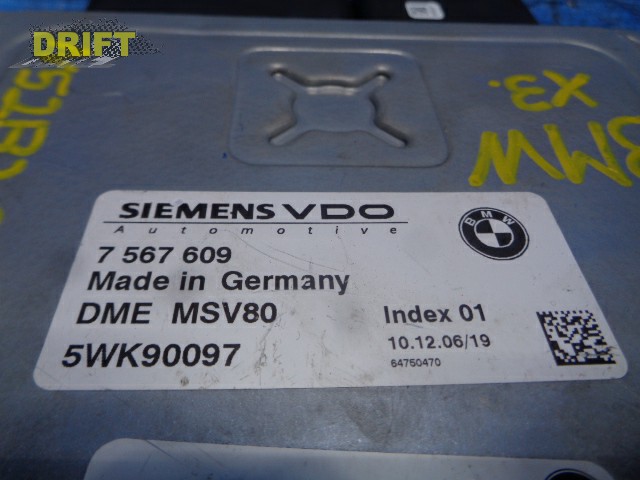 DRIFT
BMW
X3.
SIEMENS VDO
Automotive
BMW
7 567 609
Made in Germany
DME MSV80
Index 01
5WK90097
10.12.06/19
64750470